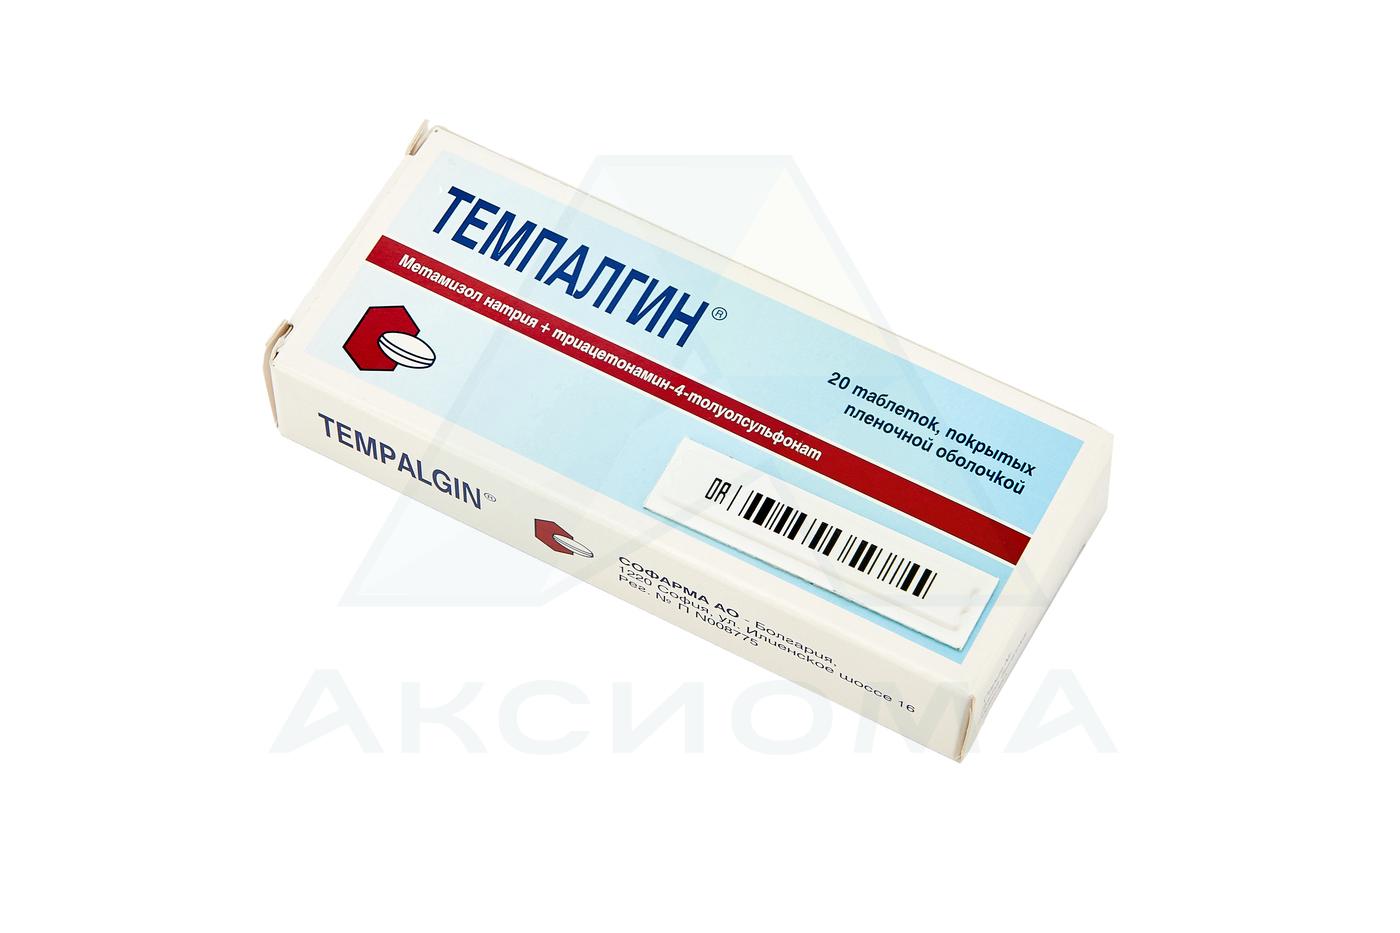 ТЕМПАЛГИН®
Метамизол натрия + триацетонамин-4-толуолсульфонат
20 таблеток, покрытых
пленочной оболочкой
DR
TEMPALGIN®
СОФАРМА АО - Болгария,
1220 София, ул. Илиенское шоссе 16
Рег. № П N008775
АКСИОМА